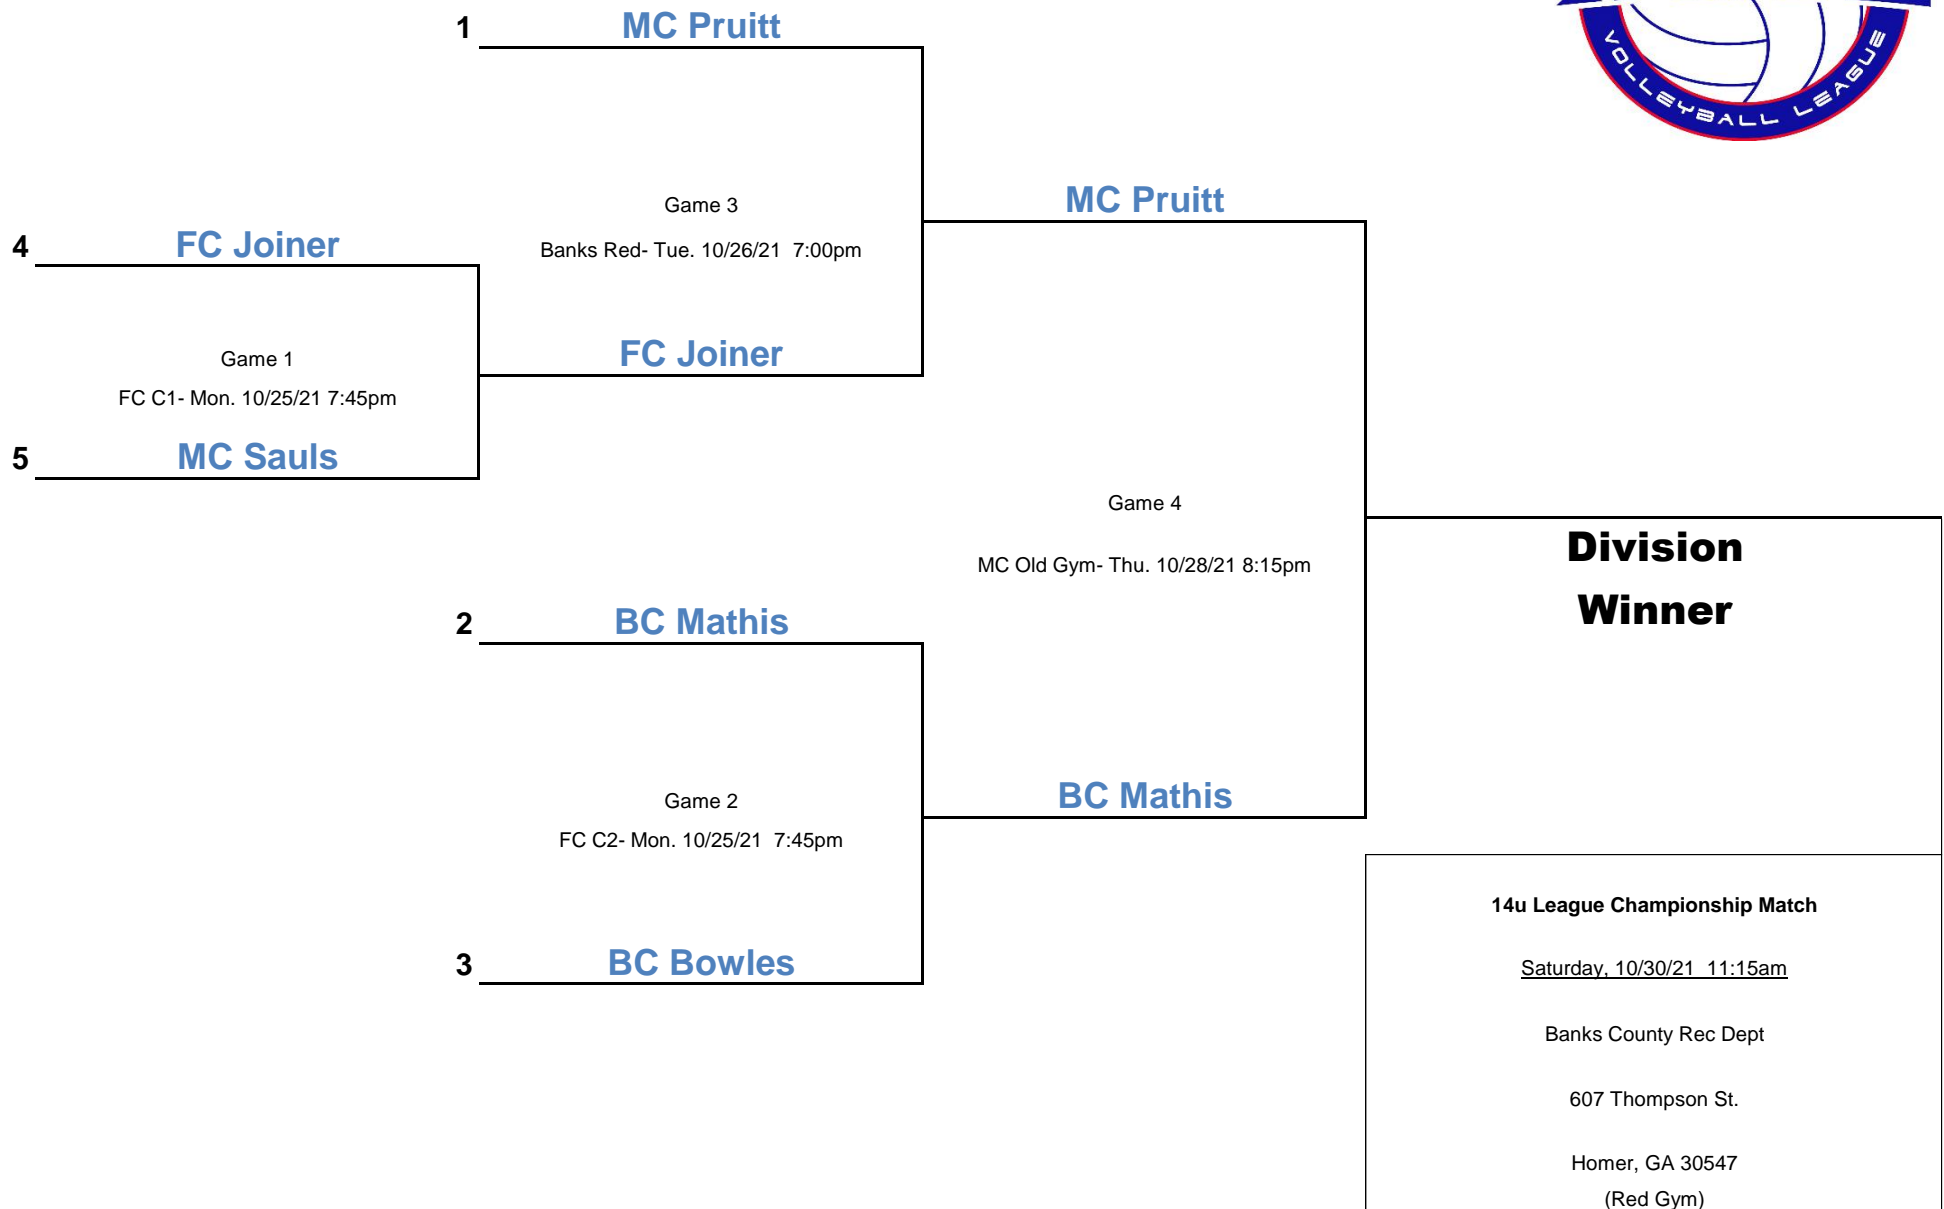 VOLLEYBALL LEAGUE
1 MC Pruitt
Game 3
Banks Red- Tue. 10/26/21 7:00pm
MC Pruitt
4 FC Joiner
Game 1
FC C1- Mon. 10/25/21 7:45pm
FC Joiner
5 MC Sauls
Game 4
MC Old Gym- Thu. 10/28/21 8:15pm
Division
Winner
2 BC Mathis
Game 2
FC C2- Mon. 10/25/21 7:45pm
BC Mathis
3 BC Bowles
14u League Championship Match
Saturday, 10/30/21 11:15am
Banks County Rec Dept
607 Thompson St.
Homer, GA 30547
(Red Gym)